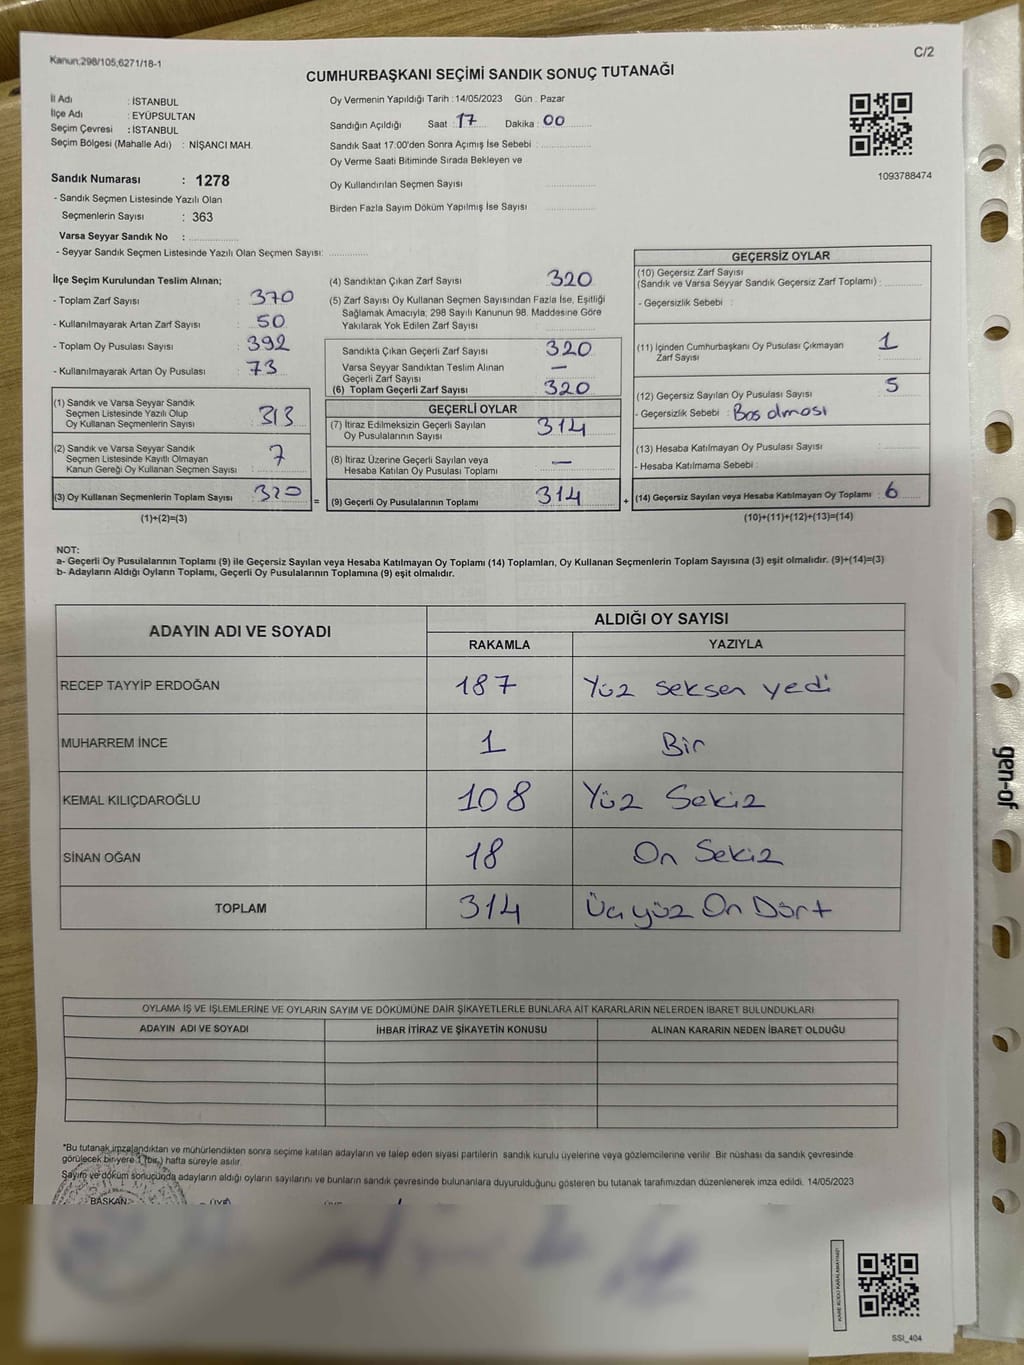 Kanun:298/105,6271/18-1
C/2
CUMHURBAŞKANI SEÇİMİ SANDIK SONUÇ TUTANAĞI
İl Adı : İSTANBUL
İlçe Adı : EYÜPSULTAN
Seçim Çevresi : İSTANBUL
Seçim Bölgesi (Mahalle Adı) : NİŞANCI MAH.
Sandık Numarası : 1278
- Sandık Seçmen Listesinde Yazılı Olan
Seçmenlerin Sayısı : 363
Varsa Seyyar Sandık No :
- Seyyar Sandık Seçmen Listesinde Yazılı Olan Seçmen Sayısı:
Oy Vermenin Yapıldığı Tarih : 14/05/2023 Gün : Pazar
Sandığın Açıldığı Saat : 17 Dakika : 00
Sandık Saat 17:00'den Sonra Açımış İse Sebebi :
Oy Verme Saati Bitiminde Sırada Bekleyen ve
Oy Kullandırılan Seçmen Sayısı
Birden Fazla Sayım Döküm Yapılmış İse Sayısı
1093788474
İlçe Seçim Kurulundan Teslim Alınan;
- Toplam Zarf Sayısı : 370
- Kullanılmayarak Artan Zarf Sayısı : 50
- Toplam Oy Pusulası Sayısı : 392
- Kullanılmayarak Artan Oy Pusulası : 73
(1) Sandık ve Varsa Seyyar Sandık
Seçmen Listesinde Yazılı Olup
Oy Kullanan Seçmenlerin Sayısı : 313
(2) Sandık ve Varsa Seyyar Sandık
Seçmen Listesinde Kayıtlı Olmayan
Kanun Gereği Oy Kullanan Seçmen Sayısı : 7
(3) Oy Kullanan Seçmenlerin Toplam Sayısı : 320
(1)+(2)=(3)
(4) Sandıktan Çıkan Zarf Sayısı 320
(5) Zarf Sayısı Oy Kullanan Seçmen Sayısından Fazla İse, Eşitliği
Sağlamak Amacıyla, 298 Sayılı Kanunun 98. Maddesine Göre
Yakılarak Yok Edilen Zarf Sayısı :
Sandıkta Çıkan Geçerli Zarf Sayısı 320
Varsa Seyyar Sandıktan Teslim Alınan
Geçerli Zarf Sayısı —
(6) Toplam Geçerli Zarf Sayısı 320
GEÇERLİ OYLAR
(7) İtiraz Edilmeksizin Geçerli Sayılan
Oy Pusulalarının Sayısı : 314
(8) İtiraz Üzerine Geçerli Sayılan veya
Hesaba Katılan Oy Pusulası Toplamı —
= (9) Geçerli Oy Pusulalarının Toplamı : 314 +
GEÇERSİZ OYLAR
(10) Geçersiz Zarf Sayısı
(Sandık ve Varsa Seyyar Sandık Geçersiz Zarf Toplamı) :
- Geçersizlik Sebebi :
(11) İçinden Cumhurbaşkanı Oy Pusulası Çıkmayan
Zarf Sayısı : 1
(12) Geçersiz Sayılan Oy Pusulası Sayısı : 5
- Geçersizlik Sebebi : Bos olması
(13) Hesaba Katılmayan Oy Pusulası Sayısı
- Hesaba Katılmama Sebebi :
(14) Geçersiz Sayılan veya Hesaba Katılmayan Oy Toplamı : 6
(10)+(11)+(12)+(13)=(14)
NOT:
a- Geçerli Oy Pusulalarının Toplamı (9) ile Geçersiz Sayılan veya Hesaba Katılmayan Oy Toplamı (14) Toplamları, Oy Kullanan Seçmenlerin Toplam Sayısına (3) eşit olmalıdır. (9)+(14)=(3)
b- Adayların Aldığı Oyların Toplamı, Geçerli Oy Pusulalarının Toplamına (9) eşit olmalıdır.
ADAYIN ADI VE SOYADI
ALDIĞI OY SAYISI
RAKAMLA YAZIYLA
RECEP TAYYİP ERDOĞAN 187 Yüz seksen yedi
MUHARREM İNCE 1 Bir
KEMAL KILIÇDAROĞLU 108 Yüz Sekiz
SİNAN OĞAN 18 On Sekiz
TOPLAM 314 Üçyüz On Dört
OYLAMA İŞ VE İŞLEMLERİNE VE OYLARIN SAYIM VE DÖKÜMÜNE DAİR ŞİKAYETLERLE BUNLARA AİT KARARLARIN NELERDEN İBARET BULUNDUKLARI
ADAYIN ADI VE SOYADI İHBAR İTİRAZ VE ŞİKAYETİN KONUSU ALINAN KARARIN NEDEN İBARET OLDUĞU
*Bu tutanak imzalandıktan ve mühürlendikten sonra seçime katılan adayların ve talep eden siyasi partilerin sandık kurulu üyelerine veya gözlemcilerine verilir. Bir nüshası da sandık çevresinde
görülecek bir yere 1 (bir) hafta süreyle asılır.
Sayım ve döküm sonucunda adayların aldığı oyların sayılarını ve bunların sandık çevresinde bulunanlara duyurulduğunu gösteren bu tutanak tarafımızdan düzenlenerek imza edildi. 14/05/2023
BAŞKAN
SSI_404
gen-of